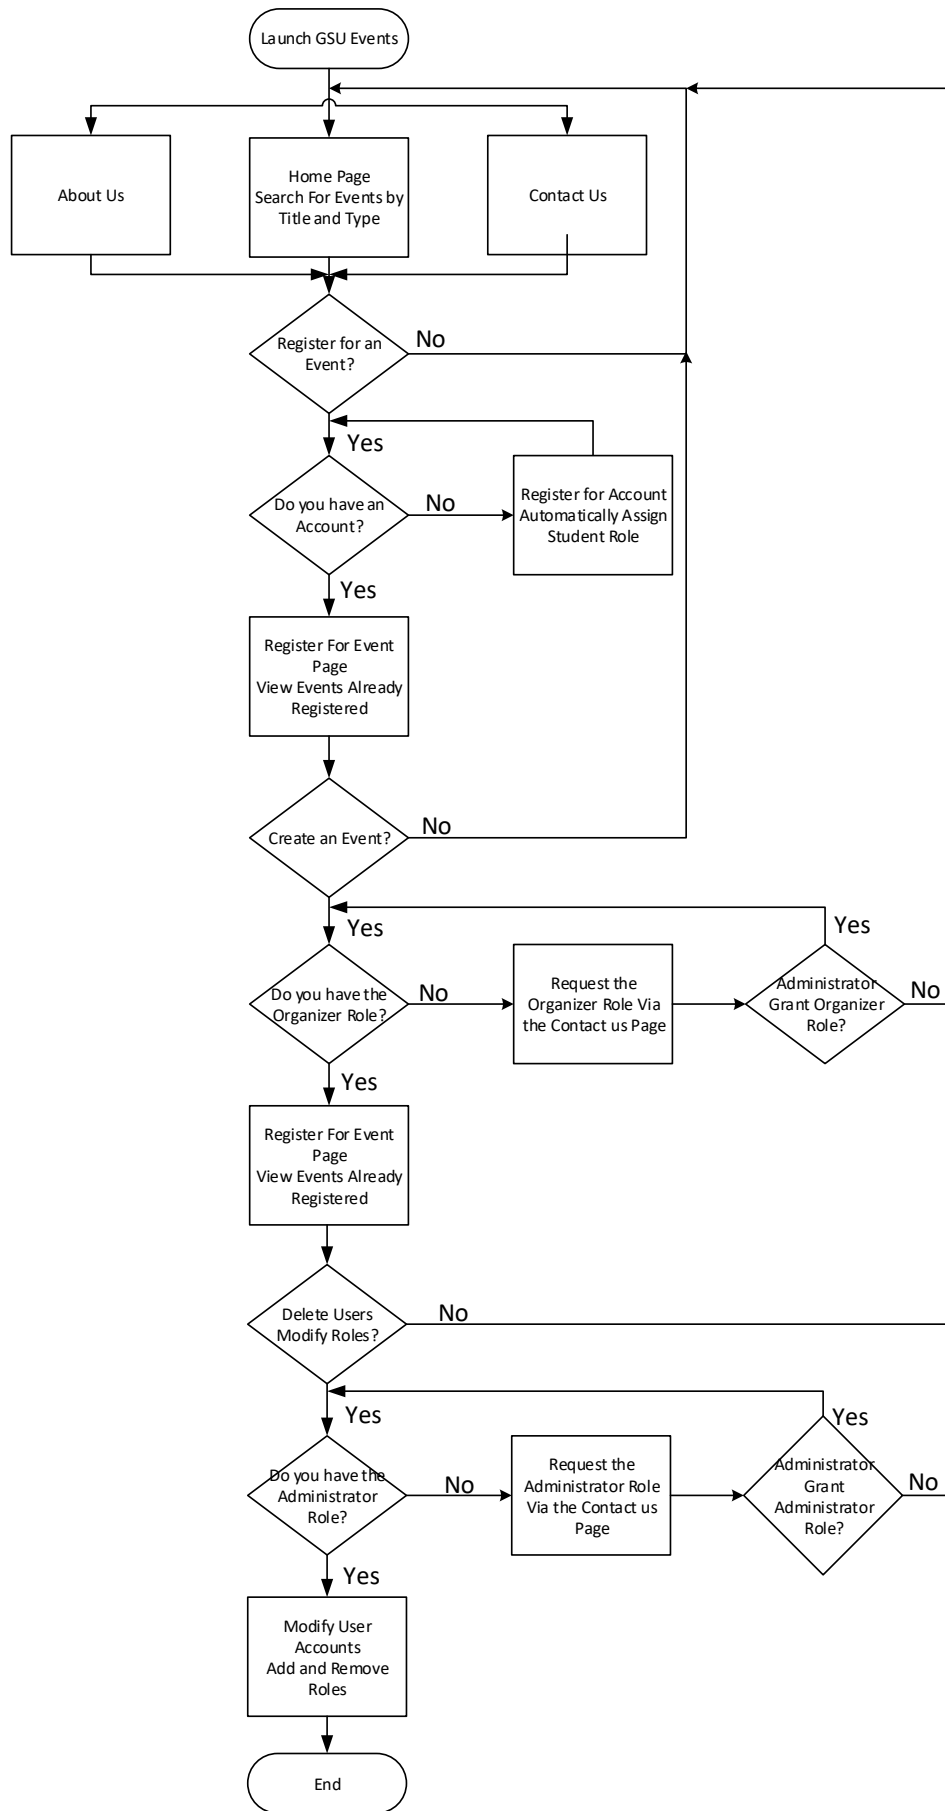 Launch GSU Events
About Us
Home Page
Search For Events by
Title and Type
Contact Us
Register for an
Event?
No
Yes
Do you have an
Account?
No
Register for Account
Automatically Assign
Student Role
Yes
Register For Event
Page
View Events Already
Registered
Create an Event?
No
Yes
Do you have the
Organizer Role?
No
Request the
Organizer Role Via
the Contact us Page
Yes
Administrator
Grant Organizer
Role?
No
Yes
Register For Event
Page
View Events Already
Registered
Delete Users
Modify Roles?
No
Yes
Do you have the
Administrator
Role?
No
Request the
Administrator Role
Via the Contact us
Page
Yes
Administrator
Grant
Administrator
Role?
No
Yes
Modify User
Accounts
Add and Remove
Roles
End